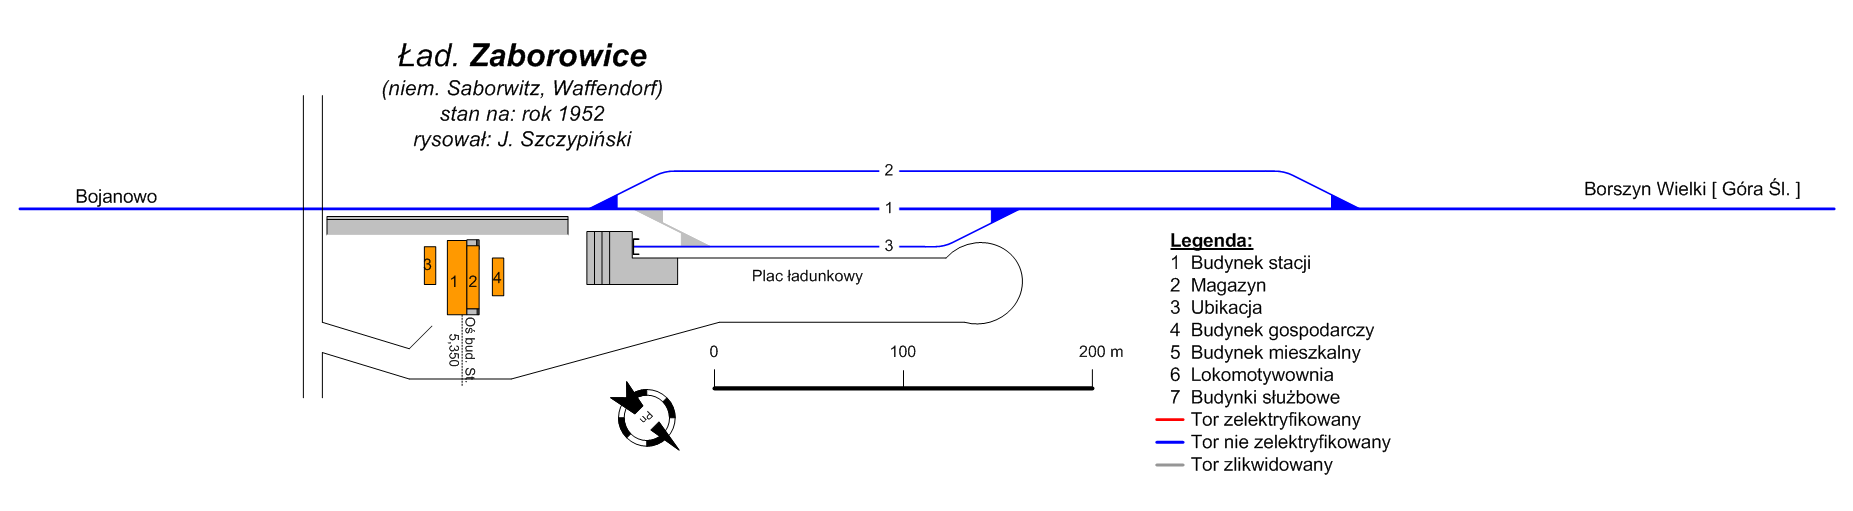 Ład. Zaborowice
(niem. Saborwitz, Waffendorf)
stan na: rok 1952
rysował: J. Szczypiński
Bojanowo
2
1
3
Borszyn Wielki [ Góra Śl. ]
3
1
2
4
Oś bud. St.
5,350
Plac ładunkowy
0
100
200 m
Pn
Legenda:
1 Budynek stacji
2 Magazyn
3 Ubikacja
4 Budynek gospodarczy
5 Budynek mieszkalny
6 Lokomotywownia
7 Budynki służbowe
Tor zelektryfikowany
Tor nie zelektryfikowany
Tor zlikwidowany